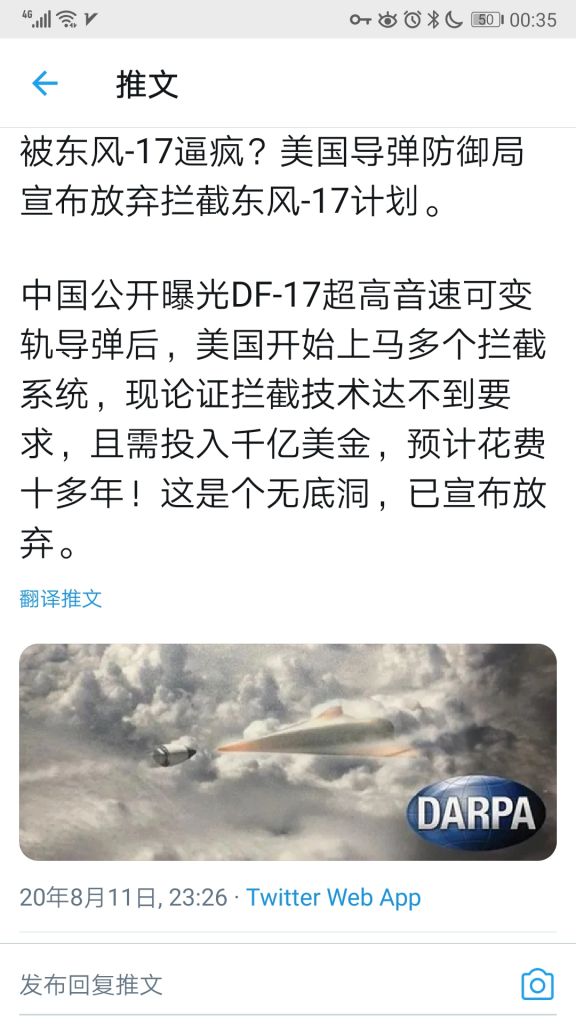 4G 50 00:35
推文
被东风-17逼疯？美国导弹防御局
宣布放弃拦截东风-17计划。
中国公开曝光DF-17超高音速可变
轨导弹后，美国开始上马多个拦截
系统，现论证拦截技术达不到要
求，且需投入千亿美金，预计花费
十多年！这是个无底洞，已宣布放
弃。
翻译推文
DARPA
20年8月11日, 23:26 · Twitter Web App
发布回复推文